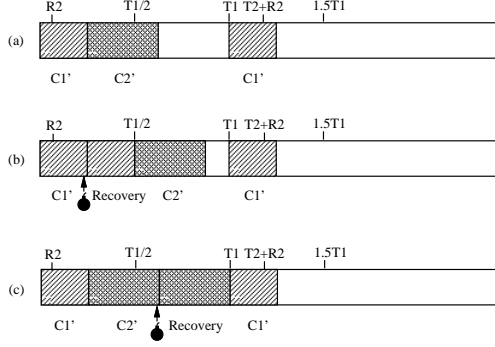 R2 T1/2 T1 T2+R2 1.5T1
(a)
C1’ C2’ C1’
R2 T1/2 T1 T2+R2 1.5T1
(b)
C1’ Recovery C2’ C1’
R2 T1/2 T1 T2+R2 1.5T1
(c)
C1’ C2’ Recovery C1’